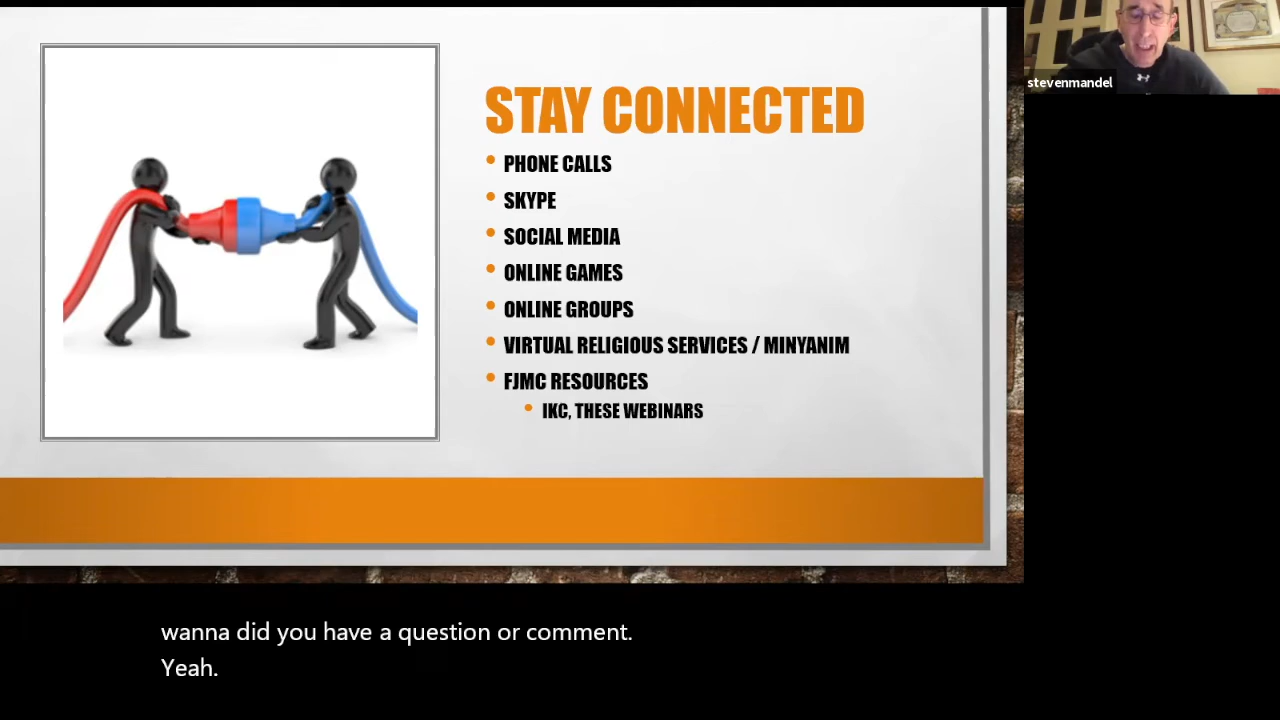 STAY CONNECTED
• PHONE CALLS
• SKYPE
• SOCIAL MEDIA
• ONLINE GAMES
• ONLINE GROUPS
• VIRTUAL RELIGIOUS SERVICES / MINYANIM
• FJMC RESOURCES
• IKC, THESE WEBINARS
stevenmandel
wanna did you have a question or comment.
Yeah.